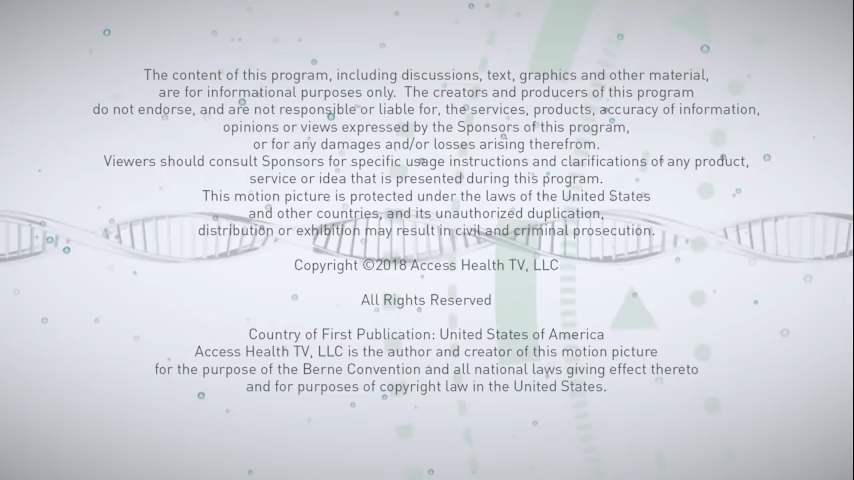 The content of this program, including discussions, text, graphics and other material,
are for informational purposes only.  The creators and producers of this program
do not endorse, and are not responsible or liable for, the services, products, accuracy of information,
opinions or views expressed by the Sponsors of this program,
or for any damages and/or losses arising therefrom.
Viewers should consult Sponsors for specific usage instructions and clarifications of any product,
service or idea that is presented during this program.
This motion picture is protected under the laws of the United States
and other countries, and its unauthorized duplication,
distribution or exhibition may result in civil and criminal prosecution.
Copyright ©2018 Access Health TV, LLC
All Rights Reserved
Country of First Publication: United States of America
Access Health TV, LLC is the author and creator of this motion picture
for the purpose of the Berne Convention and all national laws giving effect thereto
and for purposes of copyright law in the United States.